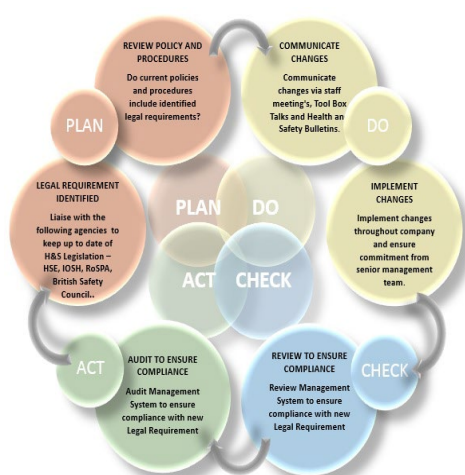 REVIEW POLICY AND
PROCEDURES
Do current policies
and procedures
include identified
legal requirements?
COMMUNICATE
CHANGES
Communicate
changes via staff
meeting's, Tool Box
Talks and Health an
Safety Bulletins.
PLAN
DO
LEGAL REQUIREMENT
IDENTIFIED
Liaise with the
following agencies to
keep up to date of
H&S Legislation –
HSE, IOSH, RoSPA,
British Safety
Council..
PLAN
DO
ACT
CHECK
IMPLEMENT
CHANGES
Implement changes
throughout company
and ensure
commitment from
senior management
team.
ACT
AUDIT TO ENSURE
COMPLIANCE
Audit Management
System to ensure
compliance with new
Legal Requirement
REVIEW TO ENSURE
COMPLIANCE
Review Management
System to ensure
compliance with new
Legal Requirement
CHECK